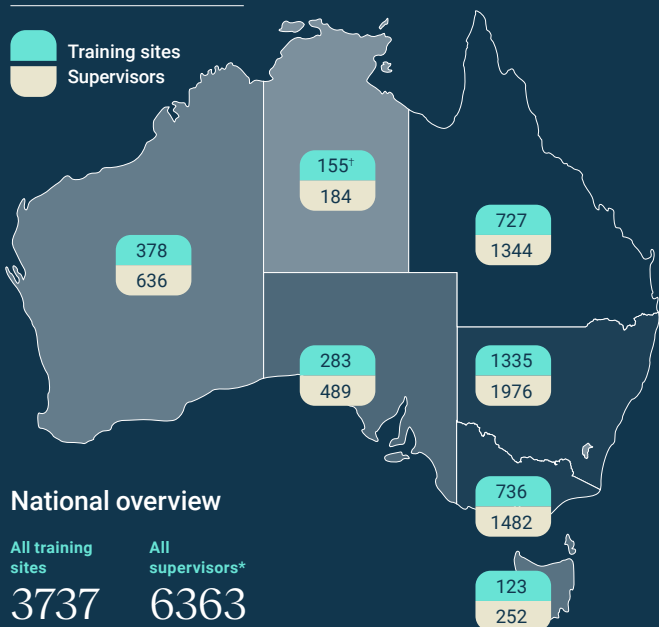 Training sites
Supervisors
155†
184
727
1344
378
636
283
489
1335
1976
736
1482
National overview
All training
sites
3737
All
supervisors*
6363
123
252